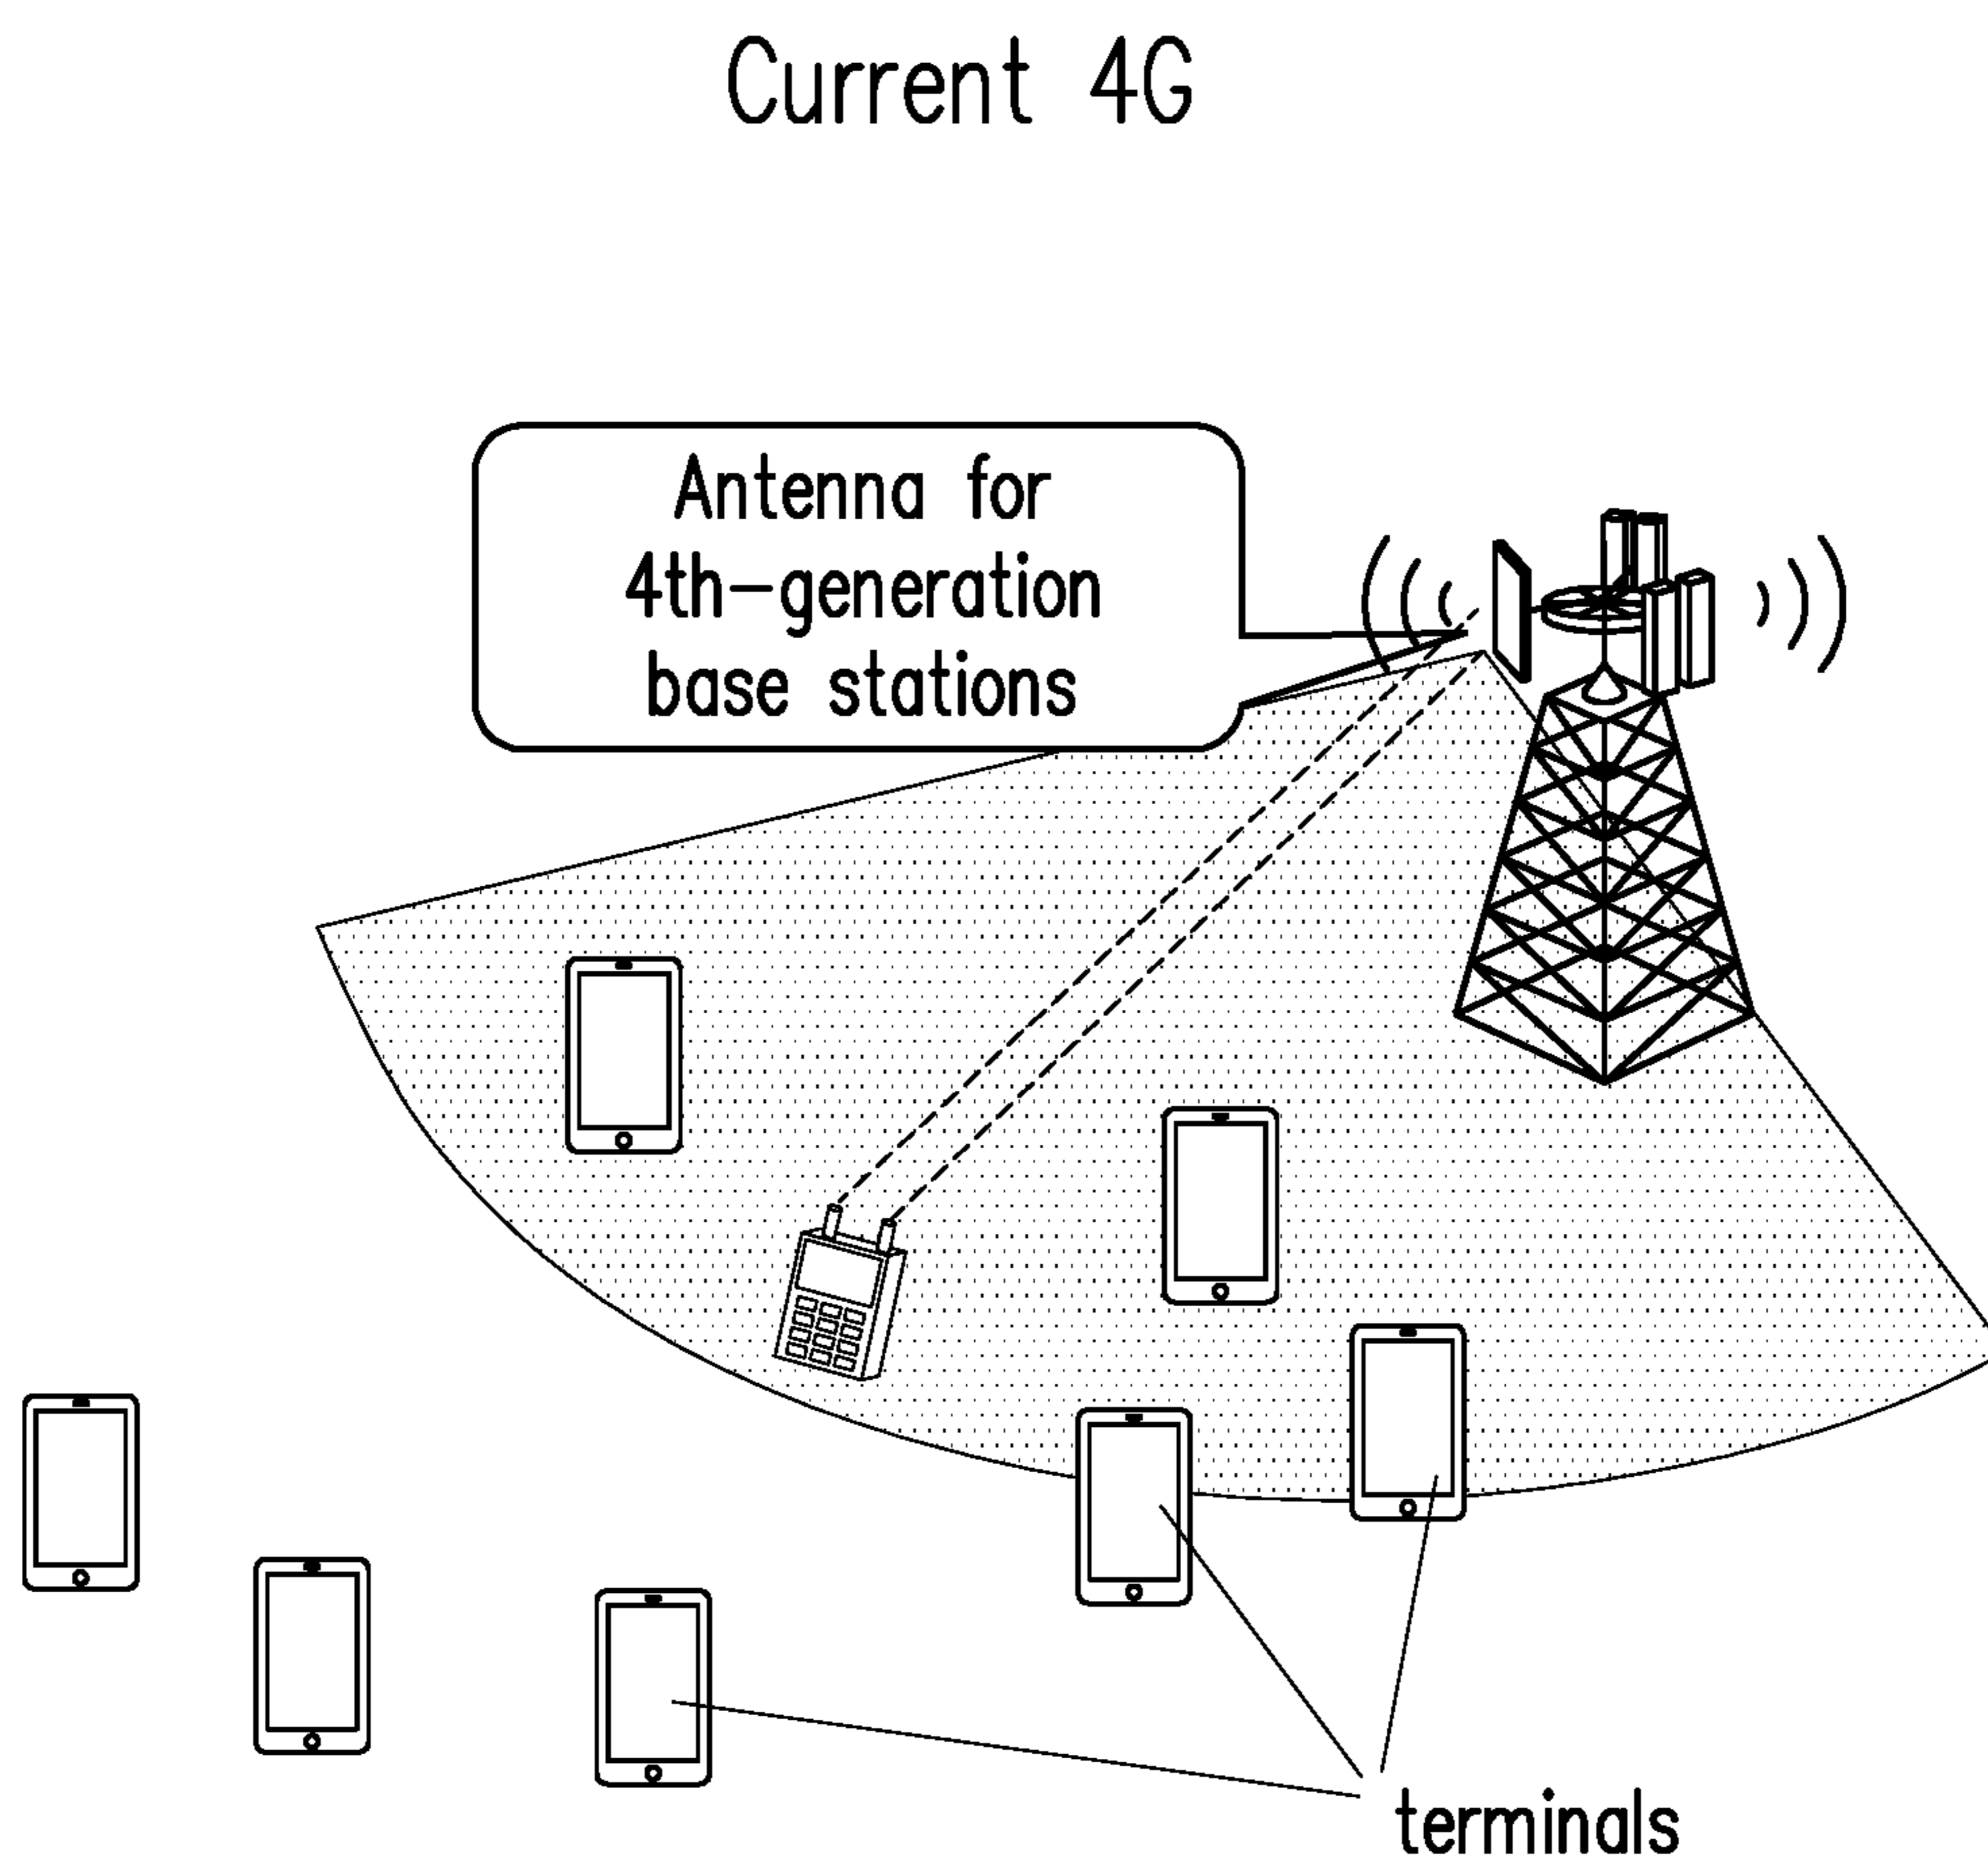 Current 4G
Antenna for
4th-generation
base stations
terminals